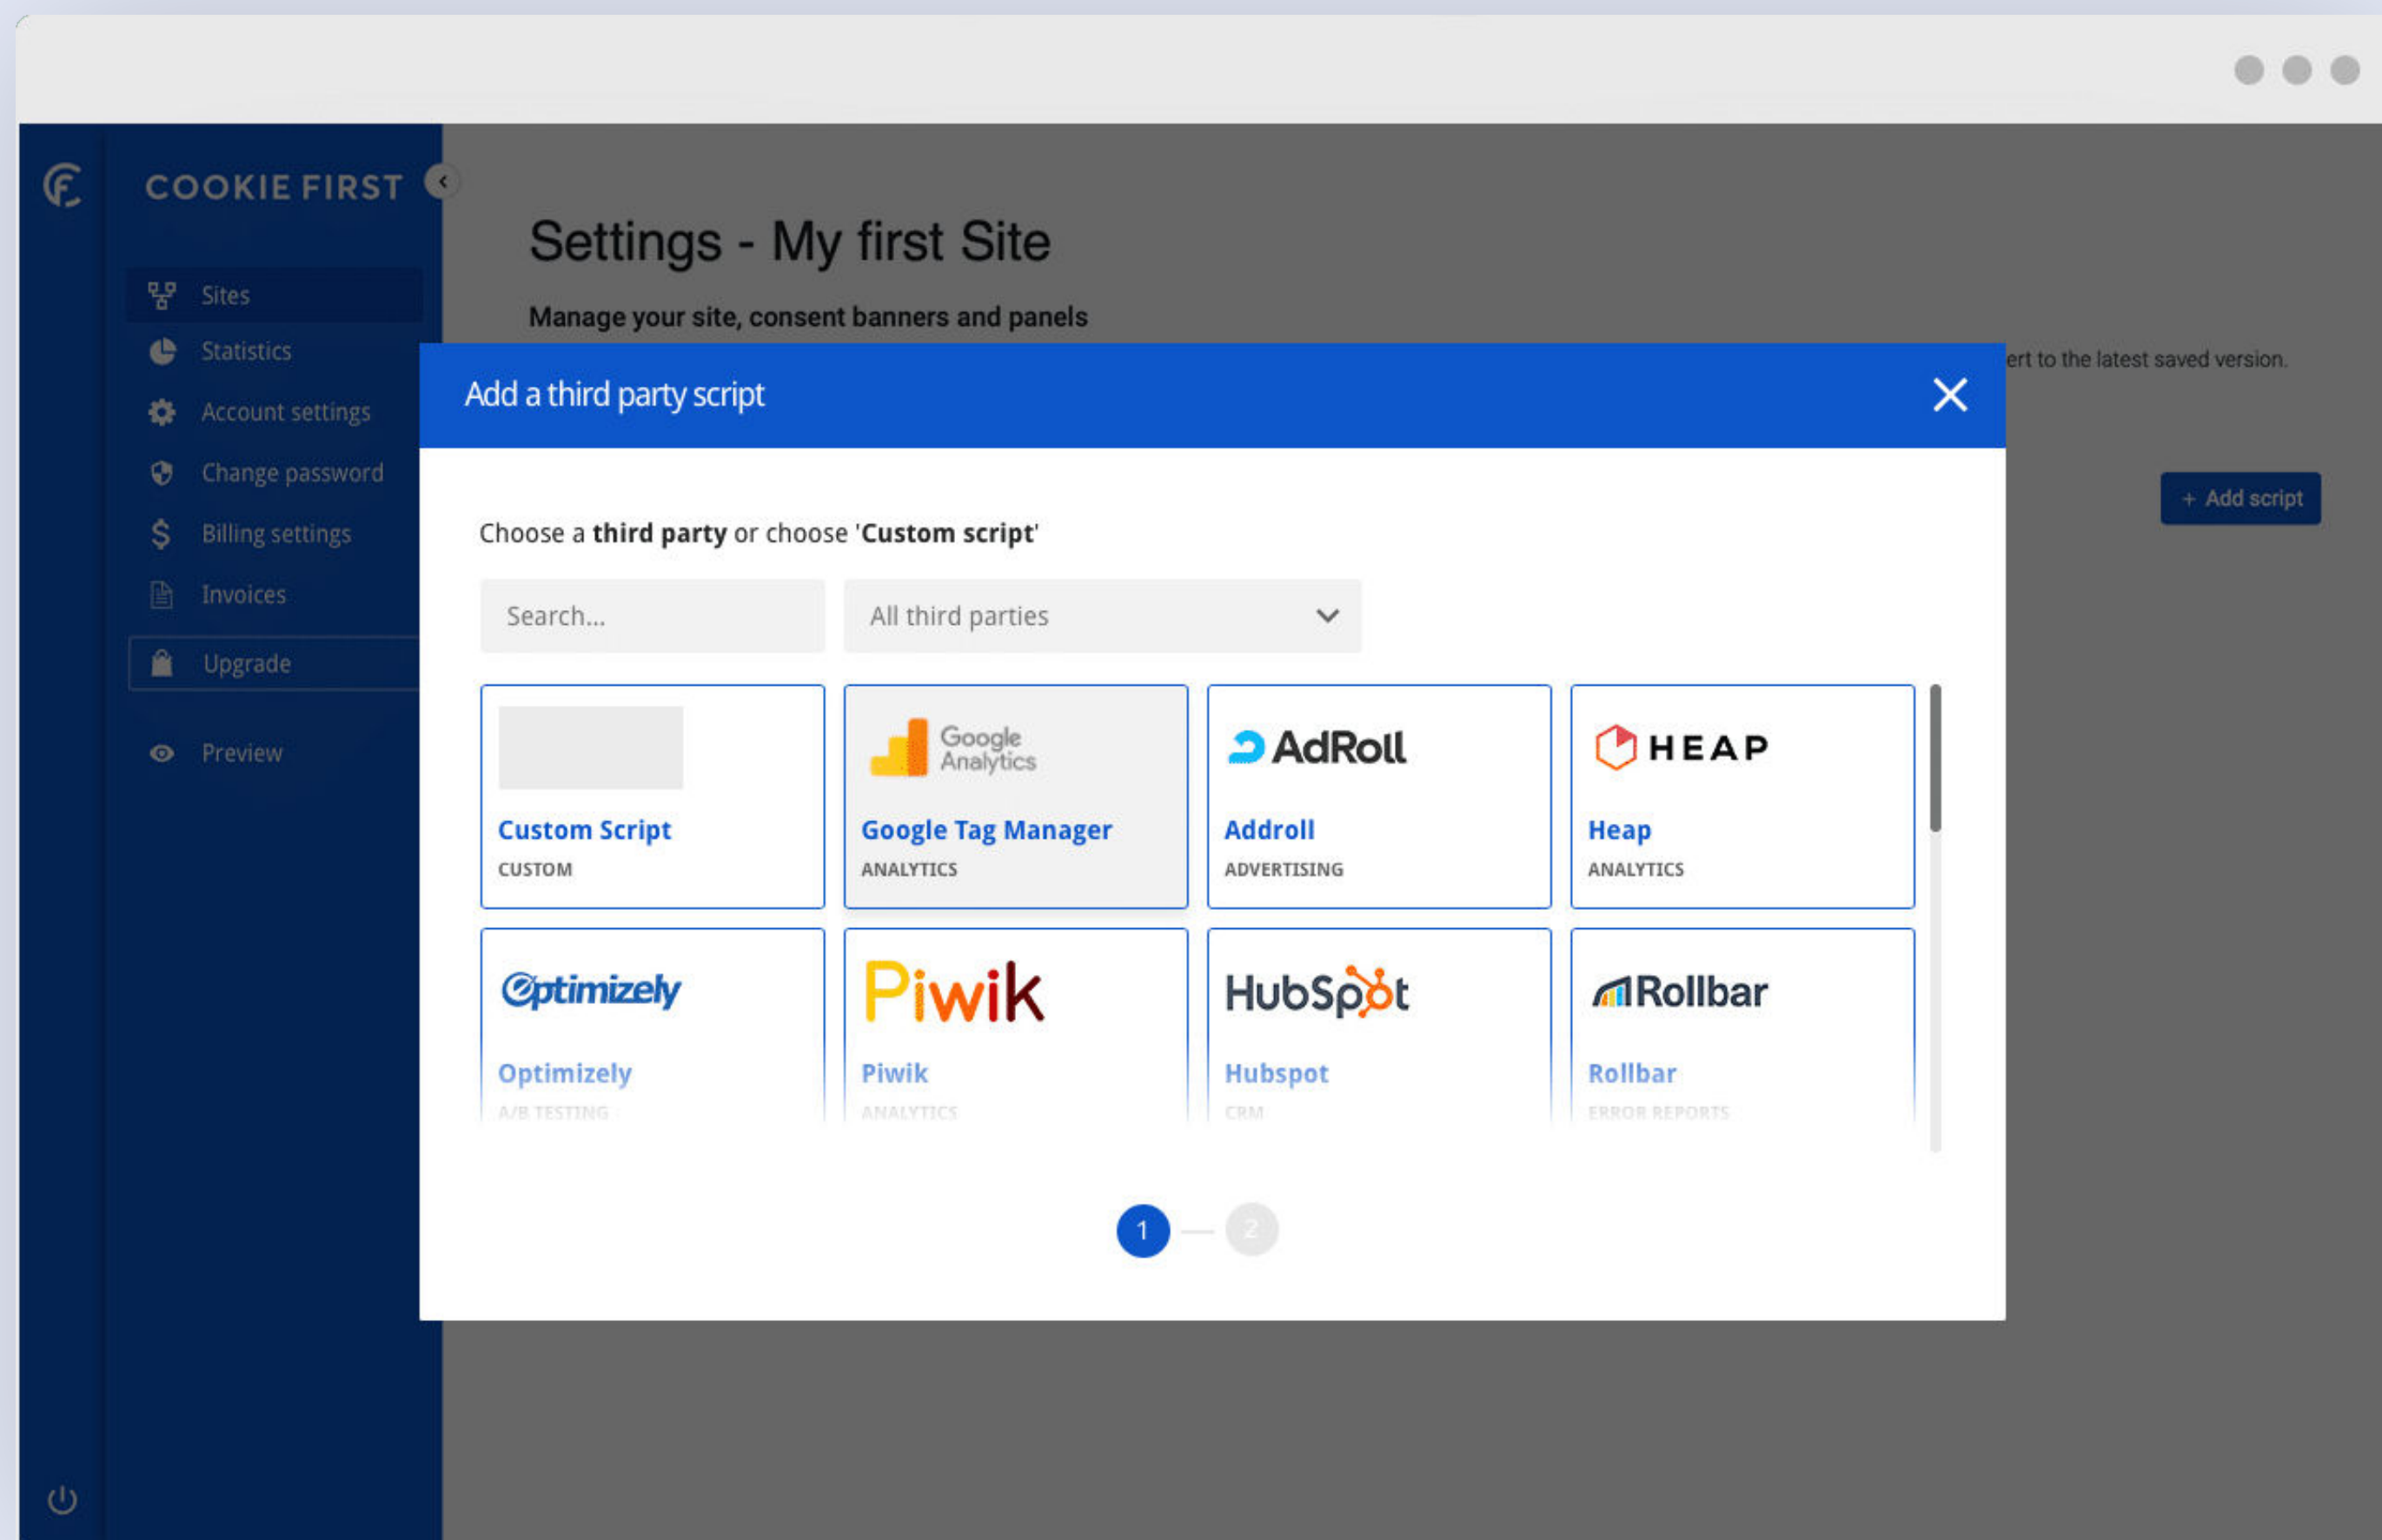 COOKIE FIRST
Sites
Statistics
Account settings
Change password
Billing settings
Invoices
Upgrade
Preview
Settings - My first Site
Manage your site, consent banners and panels
ert to the latest saved version.
+ Add script
Add a third party script
Choose a third party or choose 'Custom script'
Search...
All third parties
Google
Analytics
AdRoll
HEAP
Custom Script
Google Tag Manager
Addroll
Heap
CUSTOM
ANALYTICS
ADVERTISING
ANALYTICS
Optimizely
Piwik
HubSpot
Rollbar
Optimizely
Piwik
Hubspot
Rollbar
A/B TESTING
ANALYTICS
CRM
ERROR REPORTS
1
2